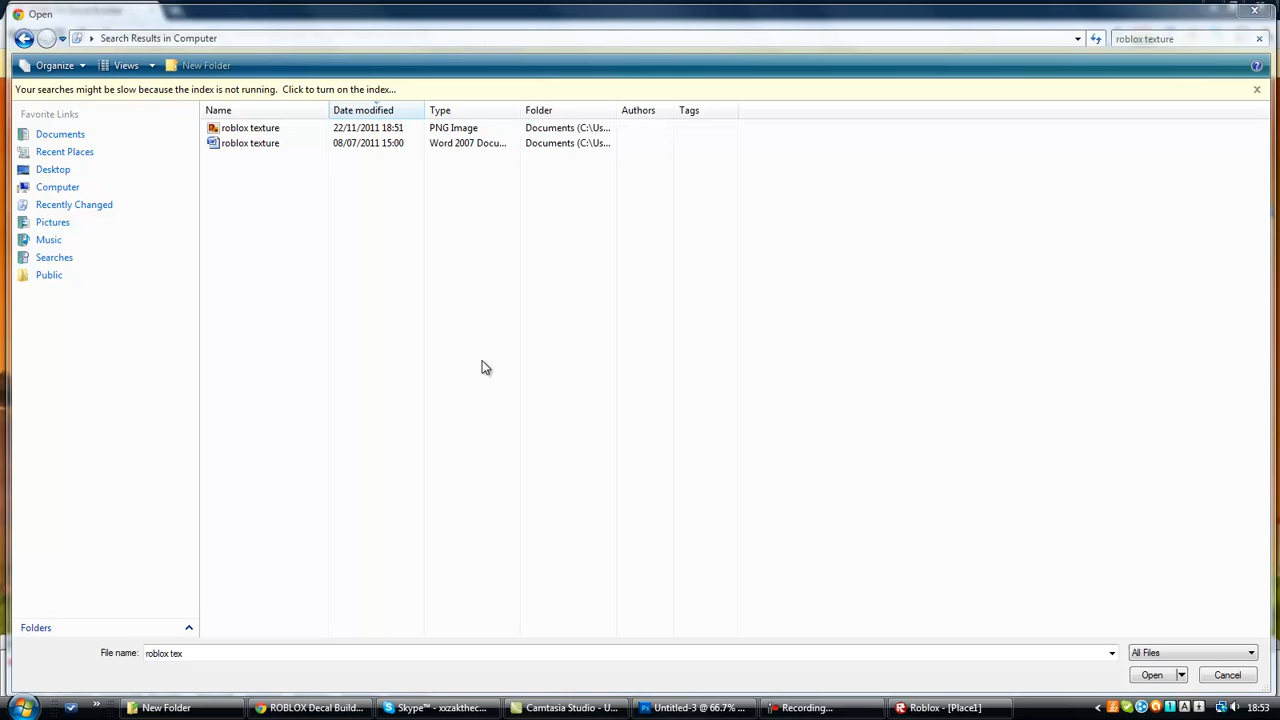 Open
Search Results in Computer
roblox texture
Organize
Views
New Folder
Your searches might be slow because the index is not running. Click to turn on the index...
Favorite Links
Documents
Recent Places
Desktop
Computer
Recently Changed
Pictures
Music
Searches
Public
Folders
Name Date modified Type Folder Authors Tags
roblox texture 22/11/2011 18:51 PNG Image Documents (C:\Us...
roblox texture 08/07/2011 15:00 Word 2007 Docu... Documents (C:\Us...
File name: roblox tex All Files
Open Cancel
New Folder ROBLOX Decal Build... Skype™ - xxzakthec... Camtasia Studio - U... Untitled-3 @ 66.7% ... Recording... Roblox - [Place1] 18:53